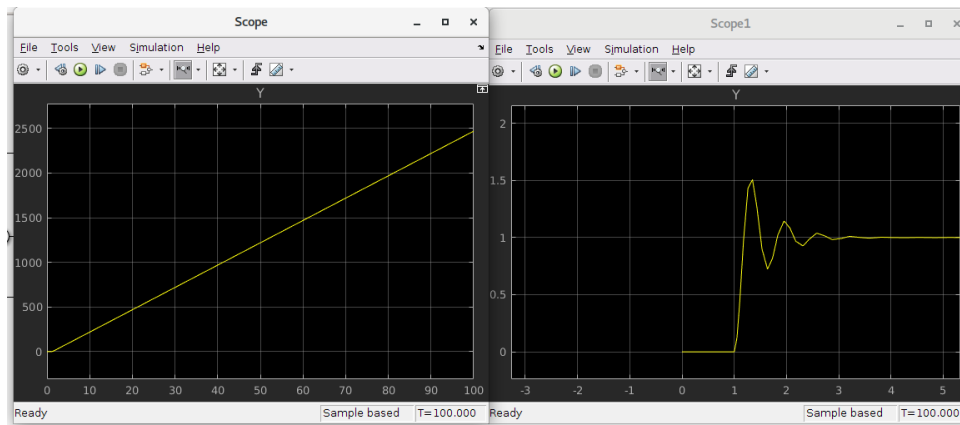 Scope
File Tools View Simulation Help
Y
2500
2000
1500
1000
500
0
0 10 20 30 40 50 60 70 80 90 100
Ready Sample based T=100.000
Scope1
File Tools View Simulation Help
Y
2
1.5
1
0.5
0
-3 -2 -1 0 1 2 3 4 5
Ready Sample based T=100.000